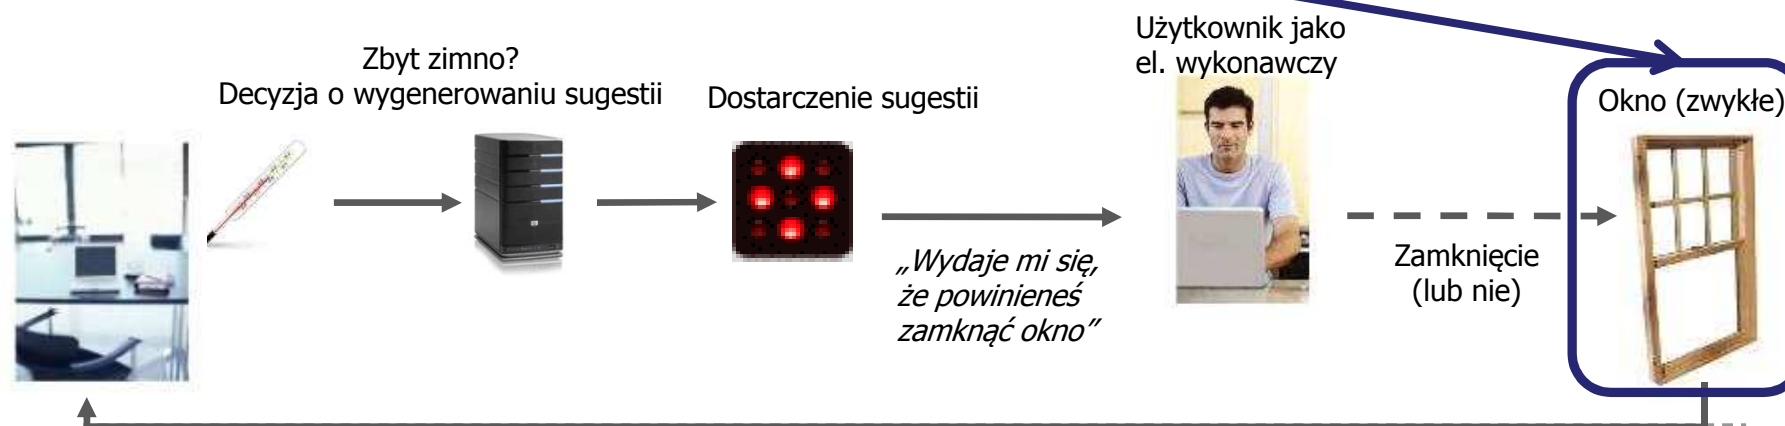 Zbyt zimno?
Decyzja o wygenerowaniu sugestii
Dostarczenie sugestii
„Wydaje mi się,
że powinieneś
zamknąć okno”
Użytkownik jako
el. wykonawczy
Zamknięcie
(lub nie)
Okno (zwykłe)